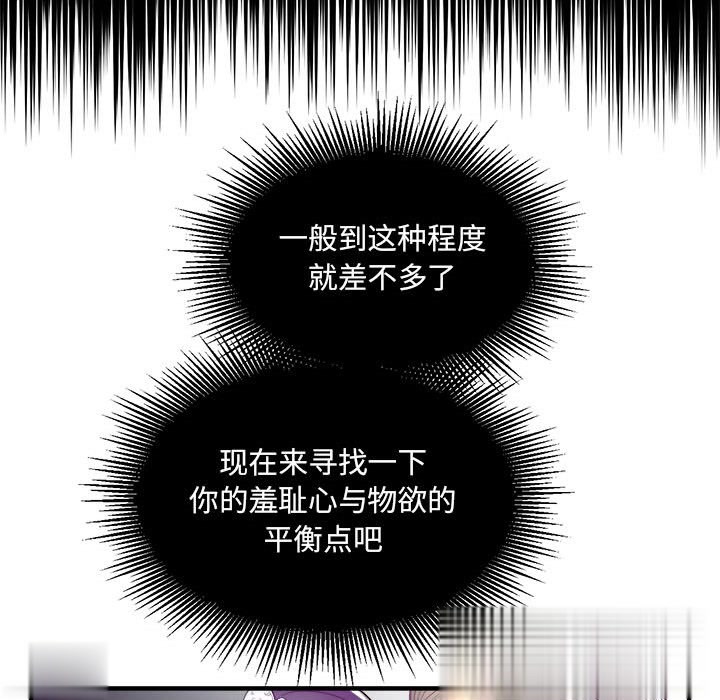 一般到这种程度
就差不多了
现在来寻找一下
你的羞耻心与物欲的
平衡点吧